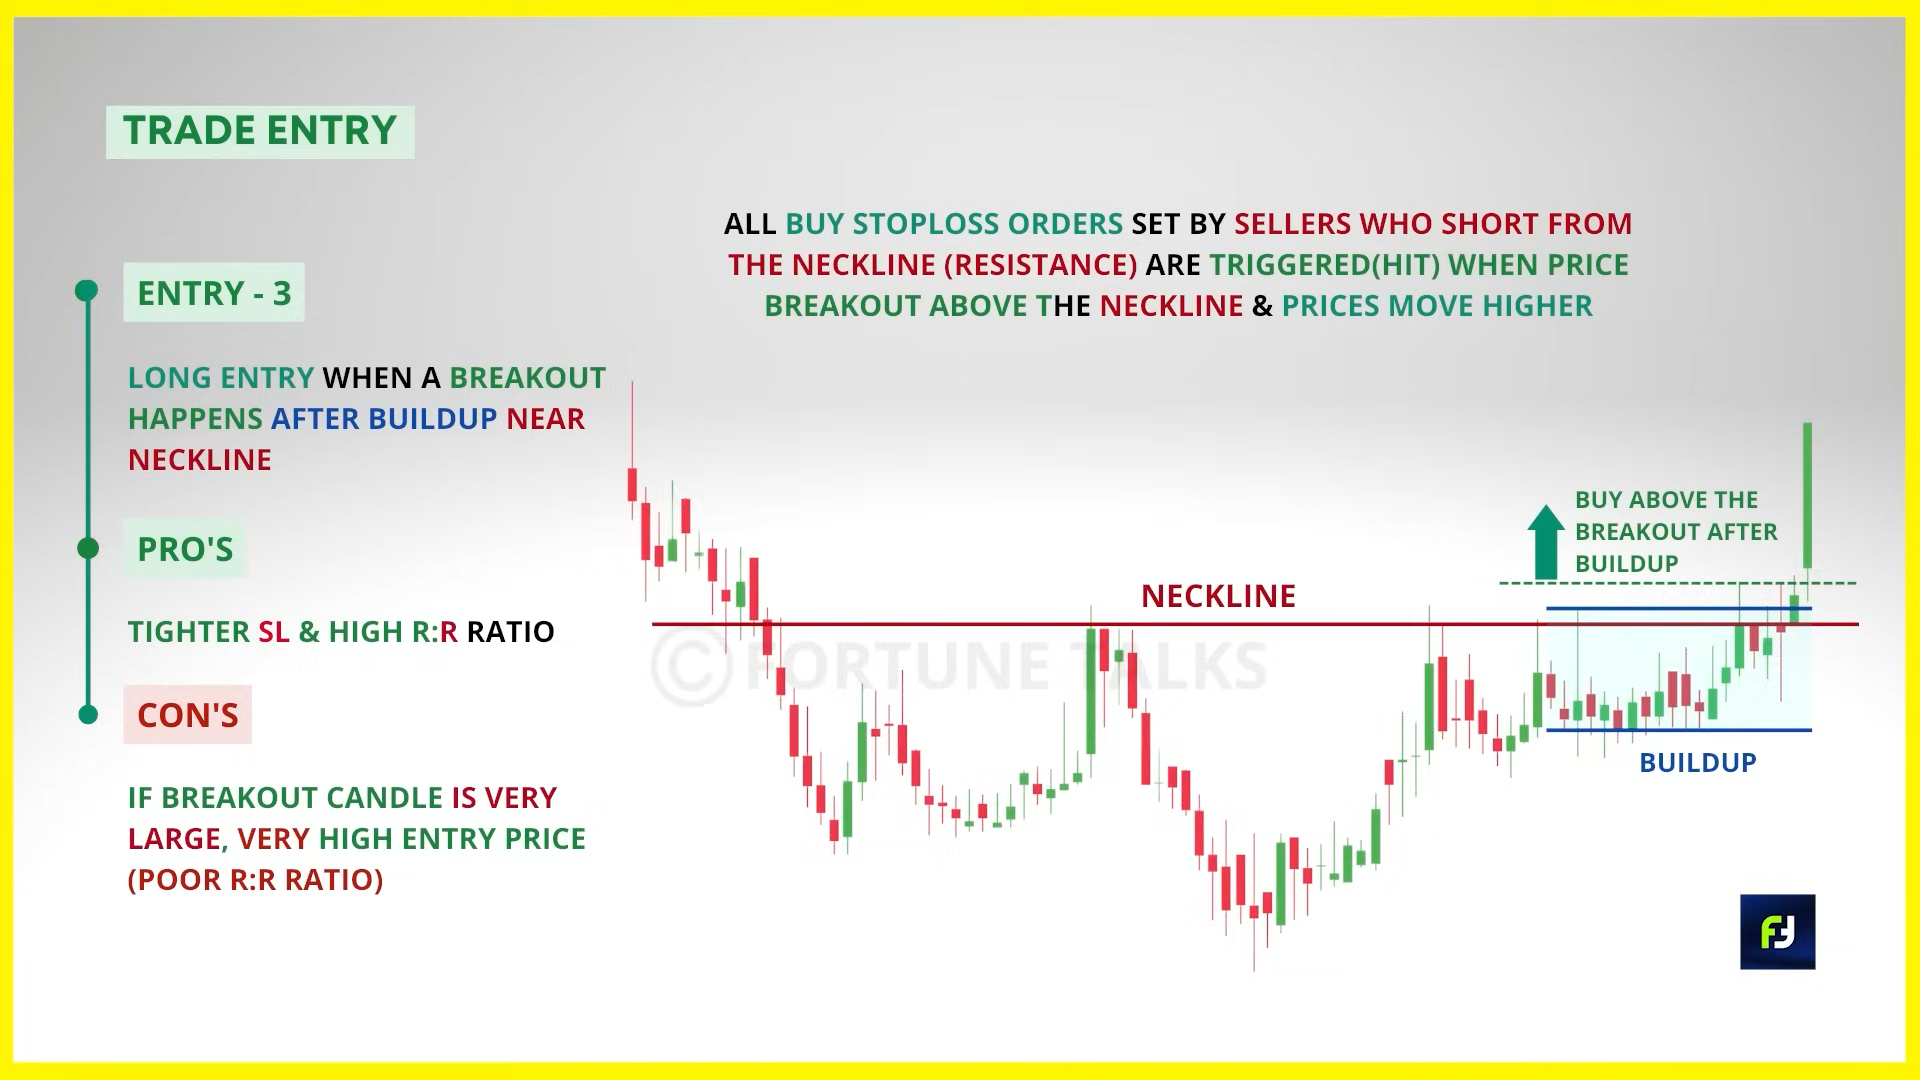 TRADE ENTRY
ALL BUY STOPLOSS ORDERS SET BY SELLERS WHO SHORT FROM
THE NECKLINE (RESISTANCE) ARE TRIGGERED(HIT) WHEN PRICE
BREAKOUT ABOVE THE NECKLINE & PRICES MOVE HIGHER
ENTRY - 3
LONG ENTRY WHEN A BREAKOUT
HAPPENS AFTER BUILDUP NEAR
NECKLINE
PRO'S
TIGHTER SL & HIGH R:R RATIO
CON'S
IF BREAKOUT CANDLE IS VERY
LARGE, VERY HIGH ENTRY PRICE
(POOR R:R RATIO)
BUY ABOVE THE
BREAKOUT AFTER
BUILDUP
NECKLINE
© FORTUNE TALKS
BUILDUP